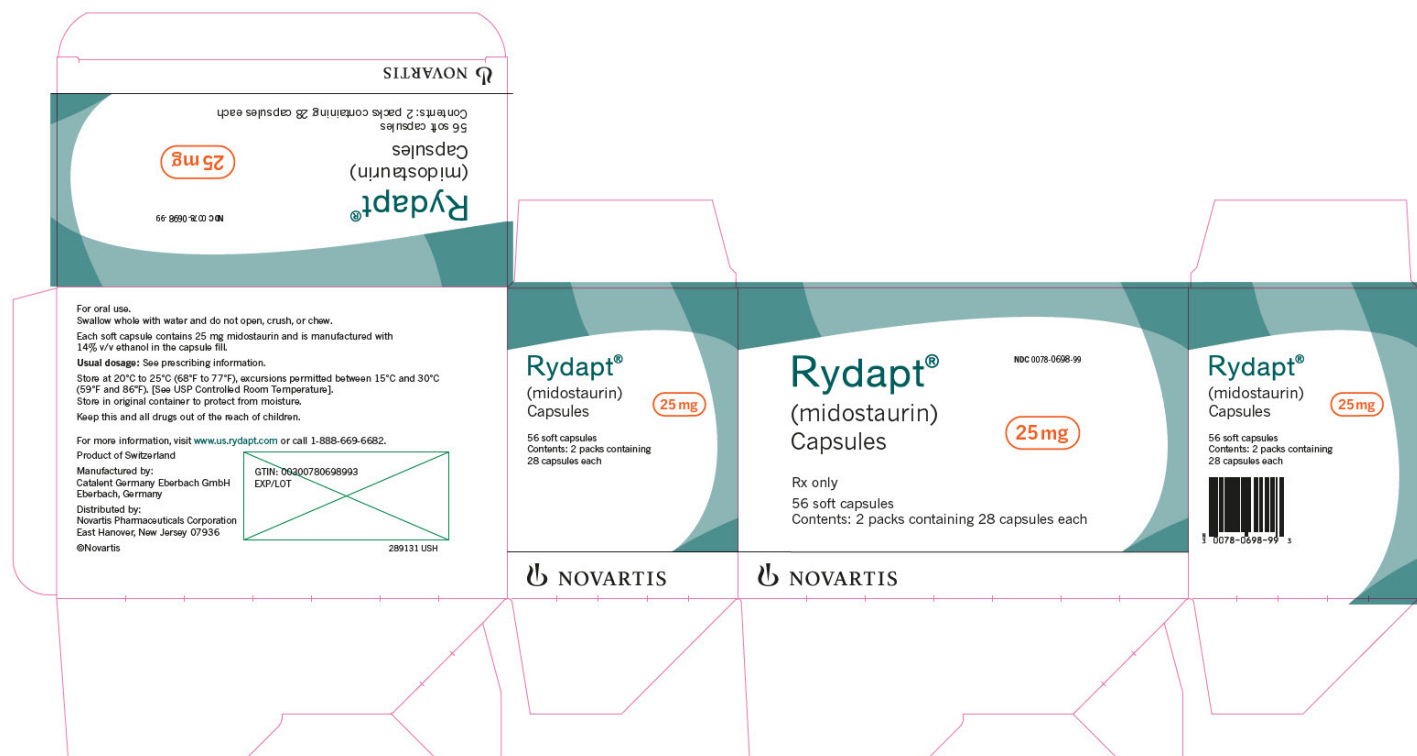 NOVARTIS
Contents: 2 packs containing 28 capsules each
56 soft capsules
Capsules
(midostaurin)
Rydapt®
25 mg
NDC 0078-0698-99
For oral use.
Swallow whole with water and do not open, crush, or chew.
Each soft capsule contains 25 mg midostaurin and is manufactured with
14% v/v ethanol in the capsule fill.
Usual dosage: See prescribing information.
Store at 20°C to 25°C (68°F to 77°F), excursions permitted between 15°C and 30°C
(59°F and 86°F). [See USP Controlled Room Temperature].
Store in original container to protect from moisture.
Keep this and all drugs out of the reach of children.
For more information, visit www.us.rydapt.com or call 1-888-669-6682.
Product of Switzerland
Manufactured by:
Catalent Germany Eberbach GmbH
Eberbach, Germany
Distributed by:
Novartis Pharmaceuticals Corporation
East Hanover, New Jersey 07936
©Novartis
GTIN: 00300780698993
EXP/LOT
289131 USH
Rydapt®
(midostaurin)
Capsules
25 mg
56 soft capsules
Contents: 2 packs containing
28 capsules each
NOVARTIS
Rydapt®
(midostaurin)
Capsules
NDC 0078-0698-99
25 mg
Rx only
56 soft capsules
Contents: 2 packs containing 28 capsules each
NOVARTIS
Rydapt®
(midostaurin)
Capsules
25 mg
56 soft capsules
Contents: 2 packs containing
28 capsules each
0078-0698-99 3